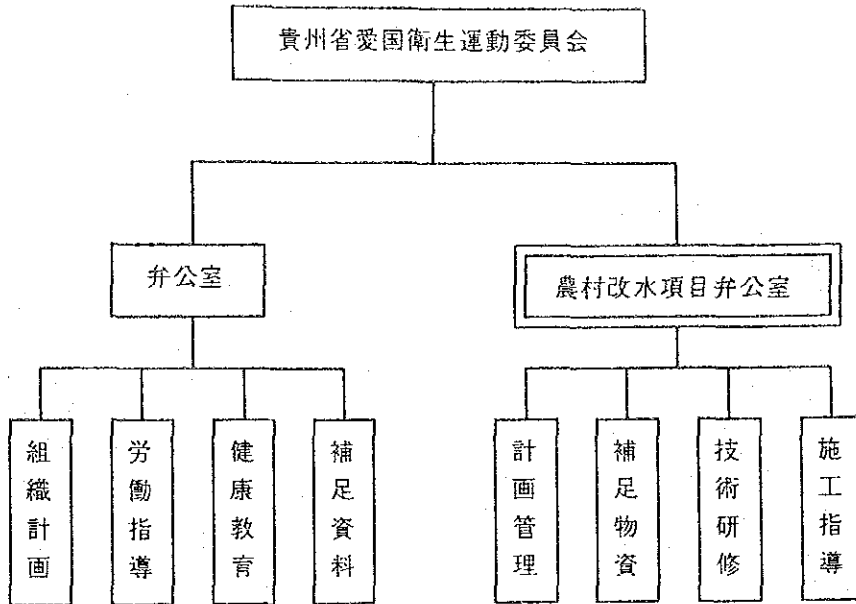 貴州省愛国衛生運動委員会
弁公室
農村改水項目弁公室
組織計画
労働指導
健康教育
補足資料
計画管理
補足物資
技術研修
施工指導